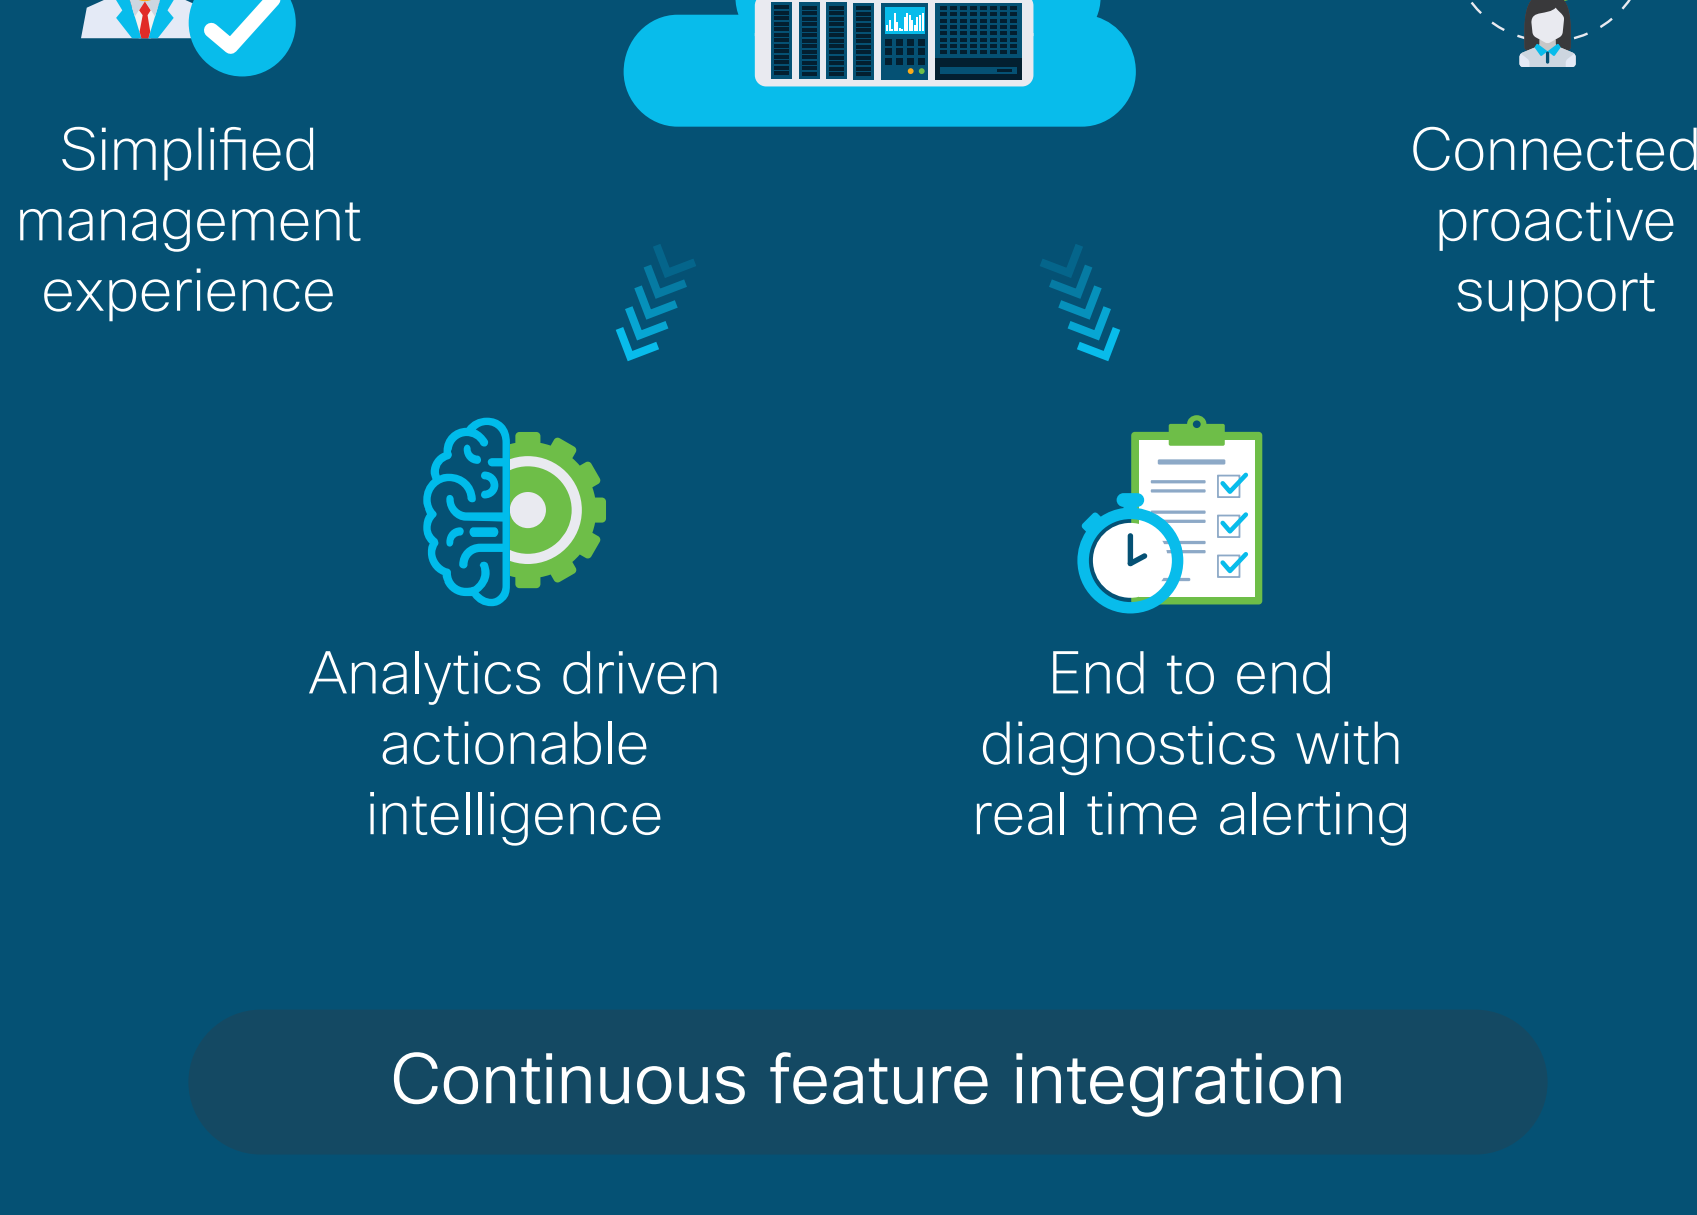 Simplified
management
experience
Connected
proactive
support
Analytics driven
actionable
intelligence
End to end
diagnostics with
real time alerting
Continuous feature integration